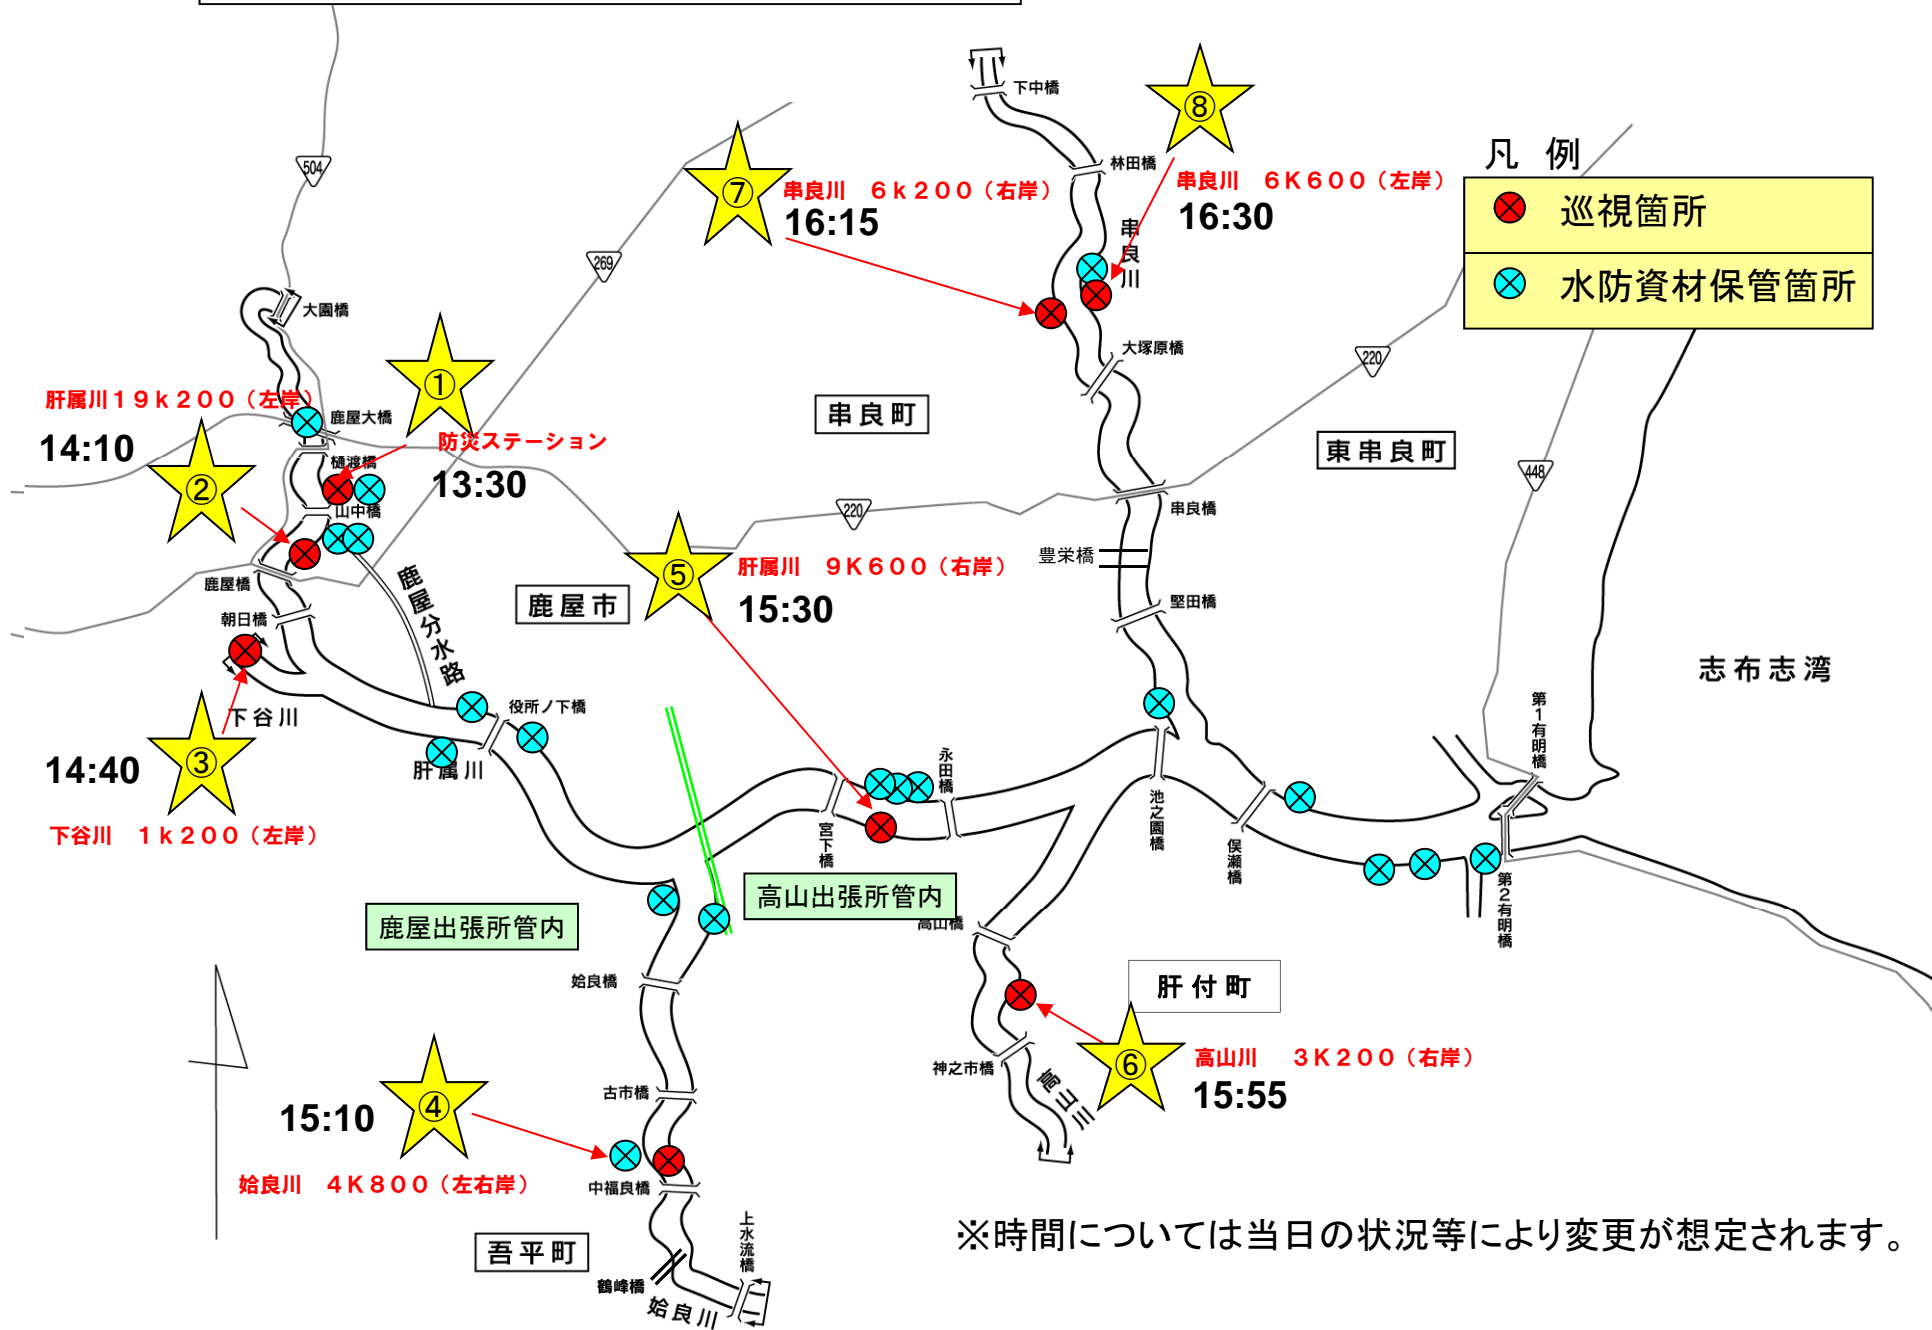 下中橋
⑧
凡 例
林田橋
504
⑦
串良川 6k200(右岸)
16:15
串良川 6K600(左岸)
16:30
巡視箇所
串良川
269
水防資材保管箇所
大園橋
大塚原橋
220
①
肝属川19k200(左岸)
鹿屋大橋
串良町
14:10
防災ステーション
東串良町
樋渡橋
13:30
448
②
山中橋
220
串良橋
豊栄橋
肝属川 9K600(右岸)
⑤
鹿屋橋
鹿屋分水路
鹿屋市
15:30
堅田橋
朝日橋
志布志湾
下谷川
役所ノ下橋
第1有明橋
③
14:40
肝属川
永田橋
池之園橋
下谷川 1k200(左岸)
宮下橋
俣瀬橋
高山出張所管内
第2有明橋
鹿屋出張所管内
高山橋
姶良橋
肝付町
神之市橋
⑥
高山川 3K200(右岸)
15:55
高山川
古市橋
④
15:10
姶良川 4K800(左右岸)
中福良橋
上水流橋
※時間については当日の状況等により変更が想定されます。
吾平町
鶴峰橋
姶良川